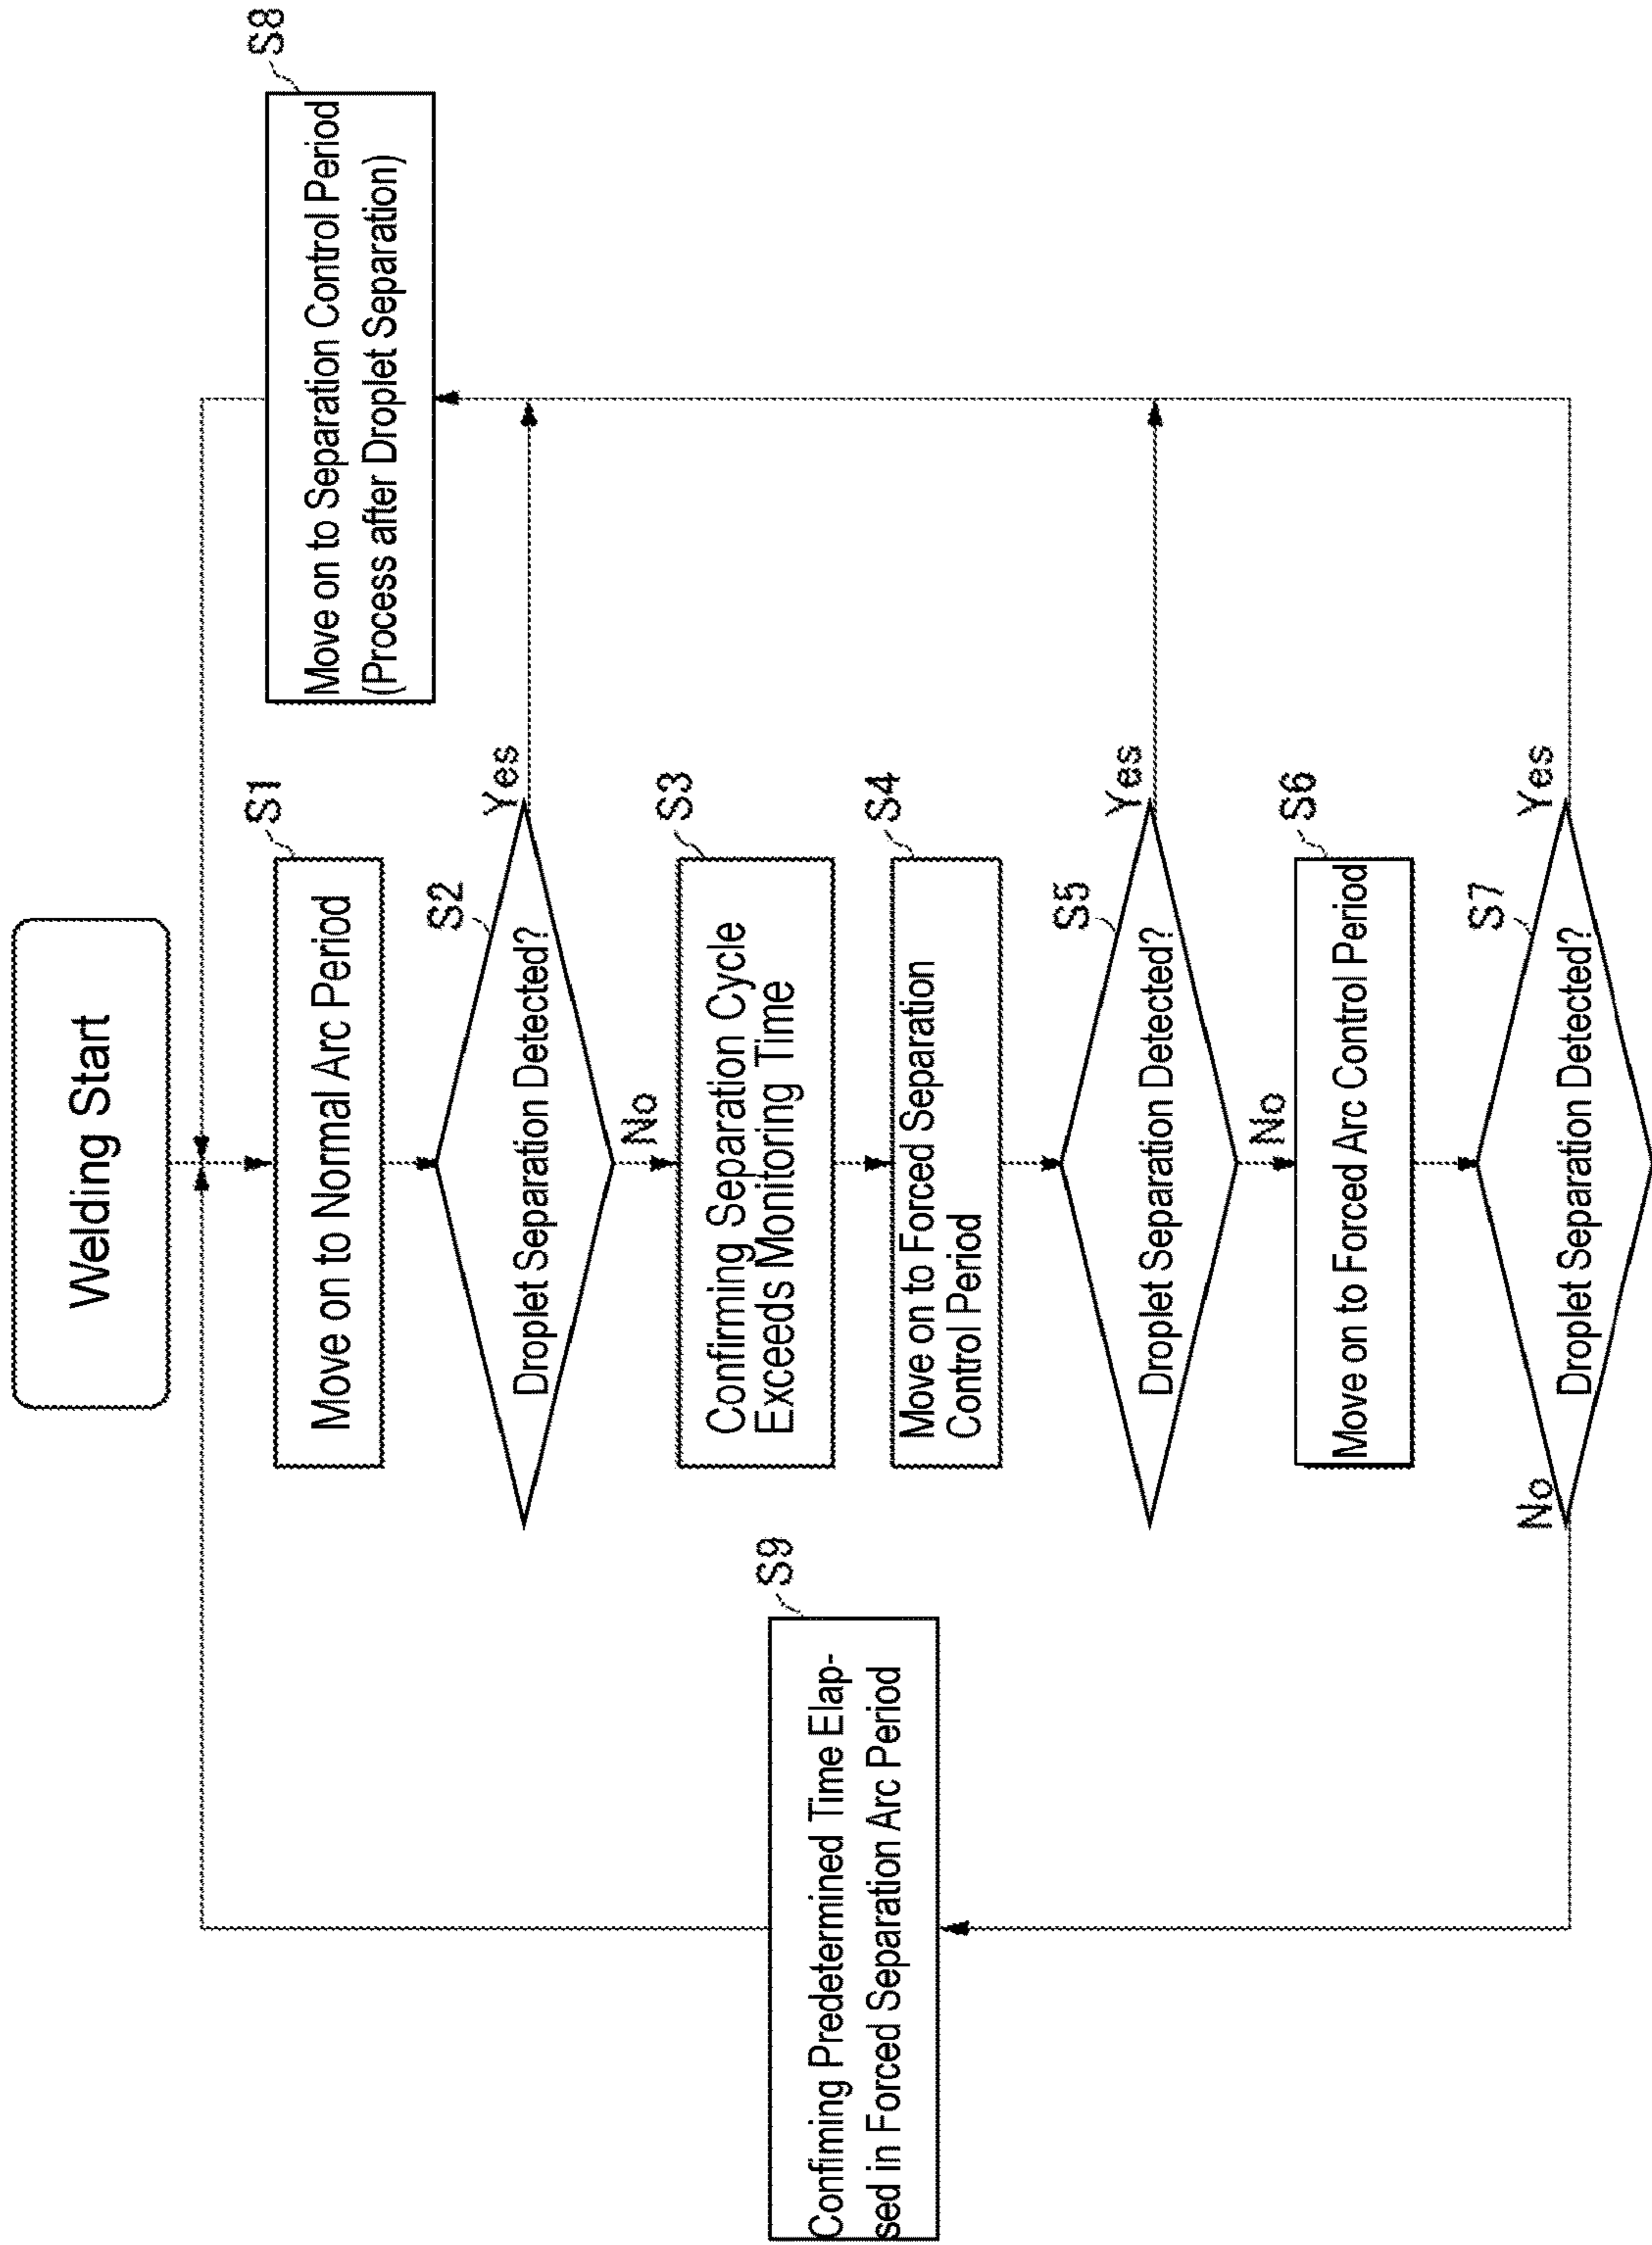 Welding Start
S1
Move on to Normal Arc Period
S2
Droplet Separation Detected?
Yes
No
S3
Confirming Separation Cycle
Exceeds Monitoring Time
S4
Move on to Forced Separation
Control Period
S5
Droplet Separation Detected?
Yes
No
S6
Move on to Forced Arc Control Period
S7
Droplet Separation Detected?
Yes
No
S8
Move on to Separation Control Period
(Process after Droplet Separation)
S9
Confiming Predetermined Time Elap-
sed in Forced Separation Arc Period